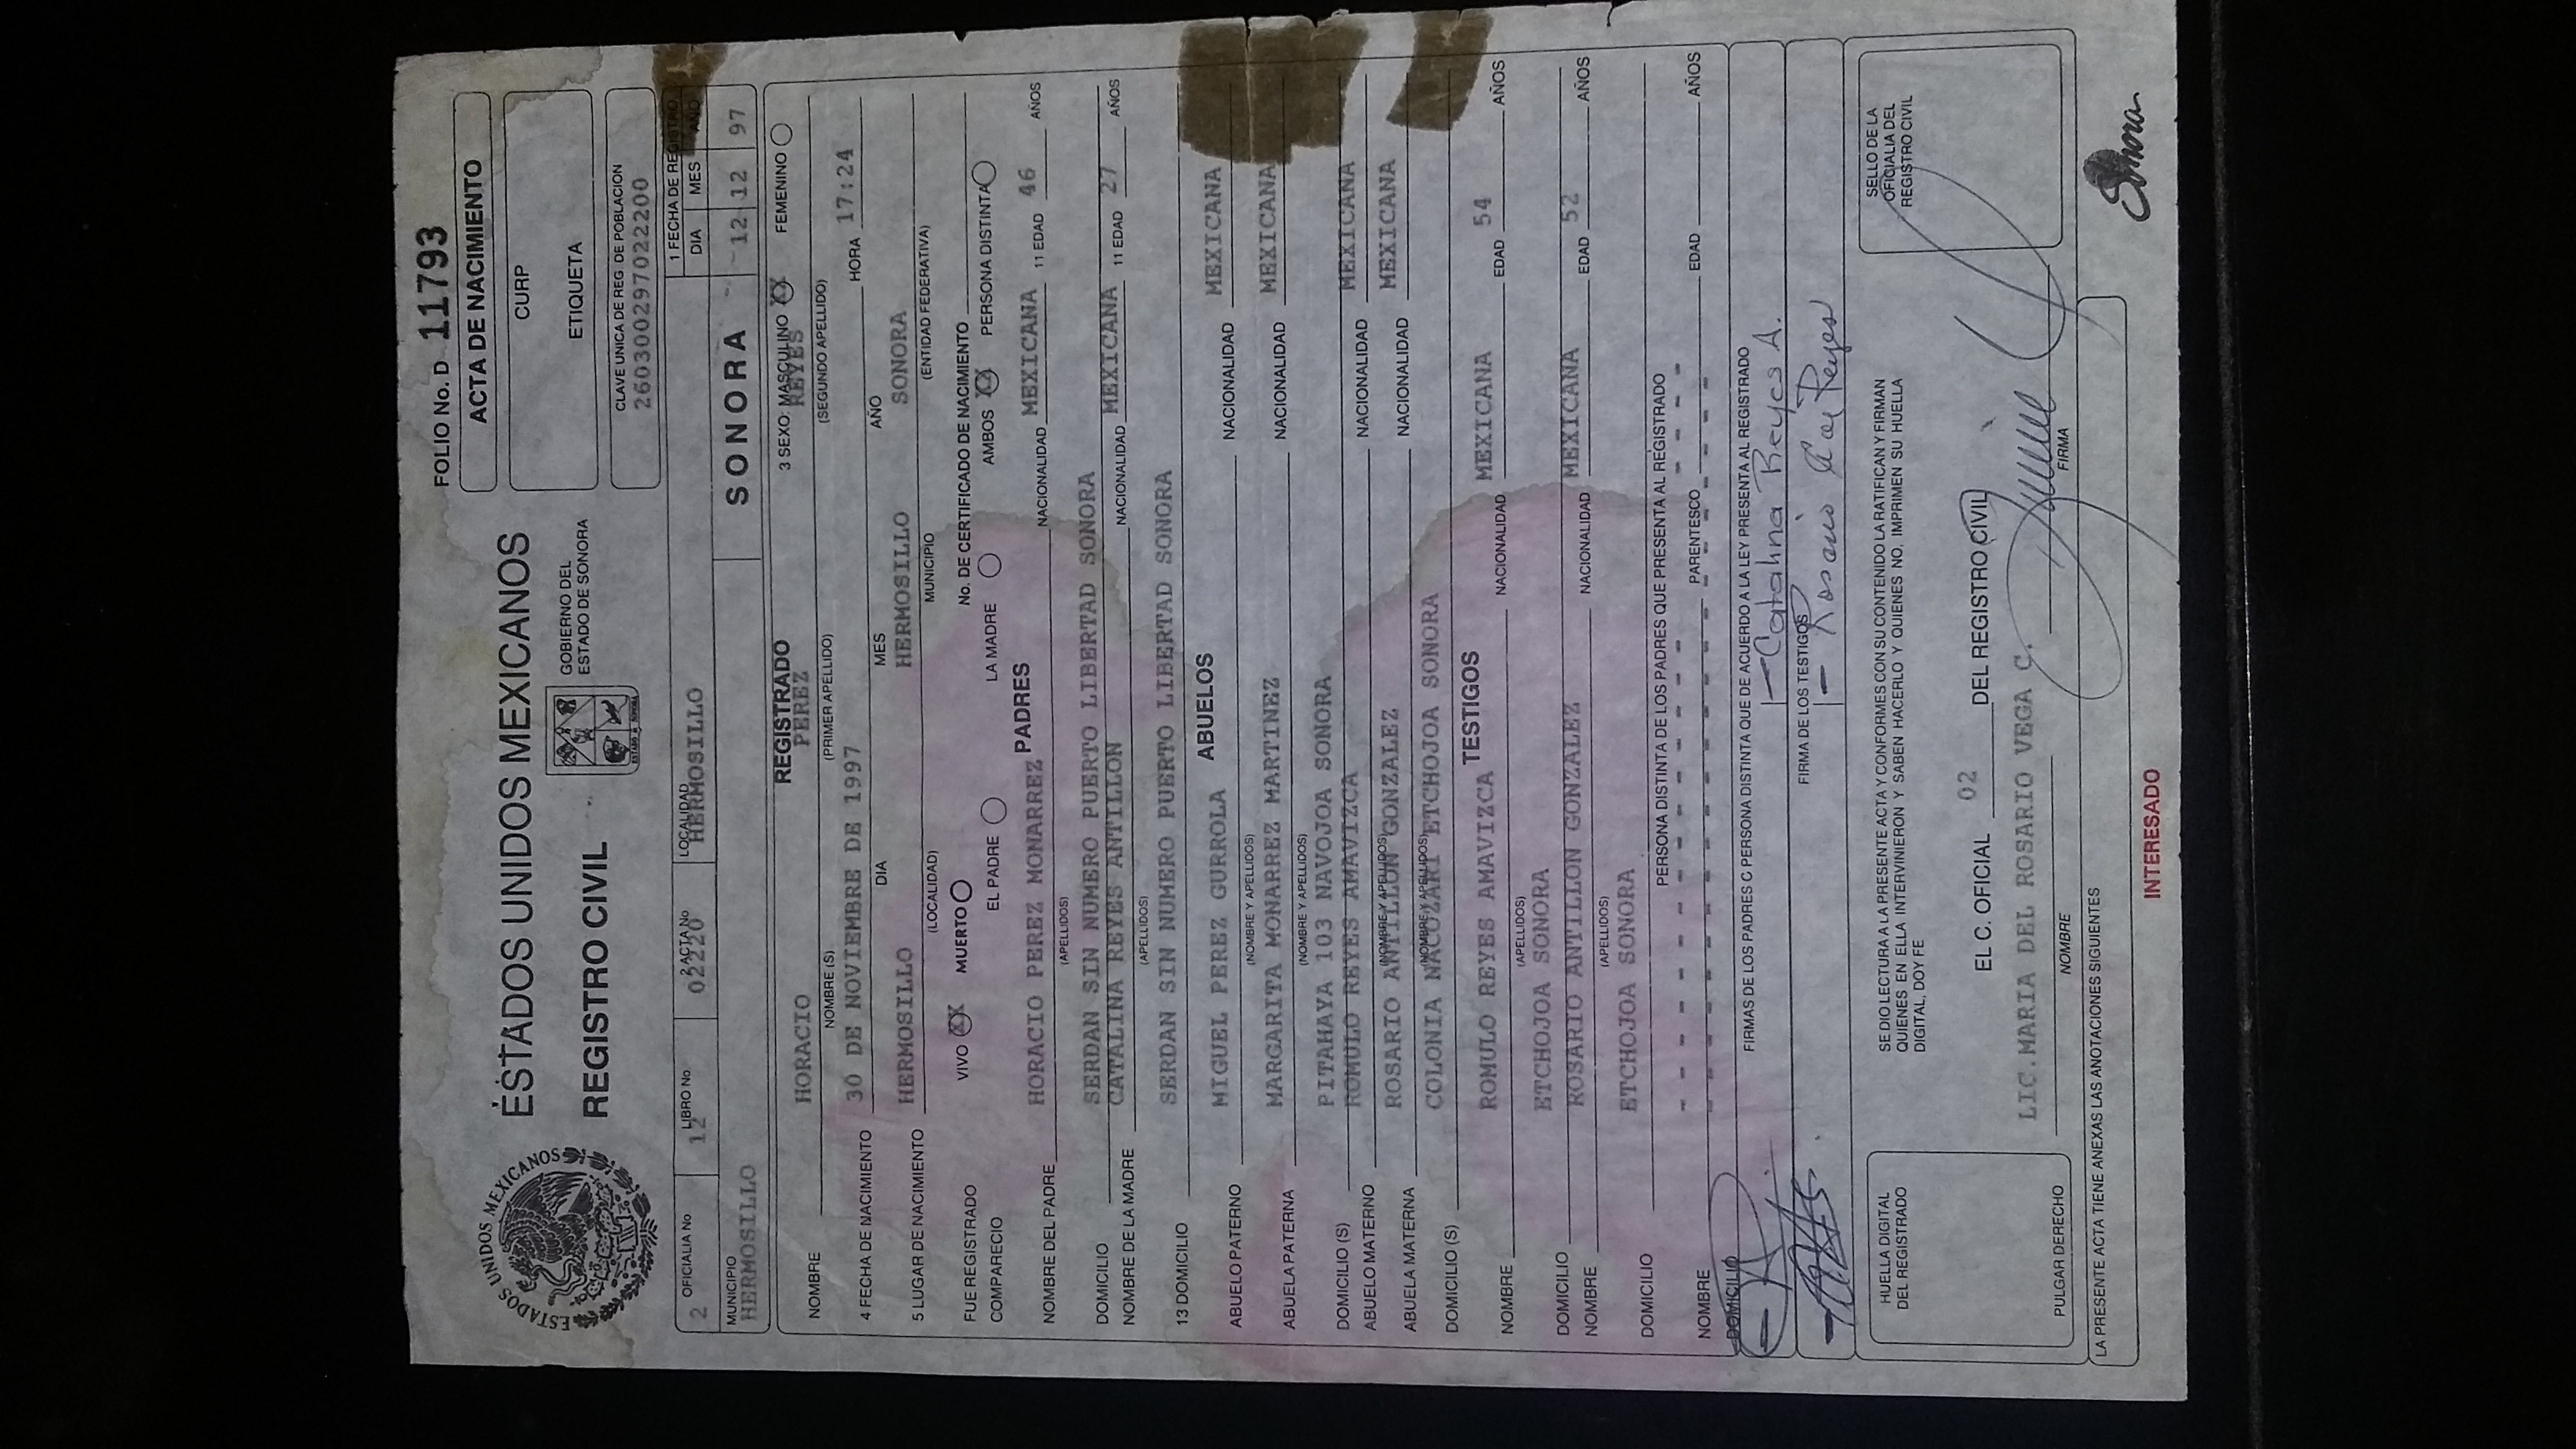 FOLIO No. D 11793
ACTA DE NACIMIENTO
ESTADOS UNIDOS MEXICANOS
ESTADOS UNIDOS MEXICANOS
CURP
GOBIERNO DEL
ESTADO DE SONORA
ETIQUETA
REGISTRO CIVIL
ESTADO DE SONORA
CLAVE UNICA DE REG. DE POBLACION
260300297022200
OFICIALIA No. LIBRO No. 2 ACTA No LOCALIDAD 1 FECHA DE REGISTRO
2 12 02220 HERMOSILLO DIA MES AÑO
MUNICIPIO
HERMOSILLO SONORA 12 12 97
REGISTRADO 3 SEXO: MASCULINO XX FEMENINO
NOMBRE HORACIO PEREZ REYES
NOMBRE (S) (PRIMER APELLIDO) (SEGUNDO APELLIDO)
4 FECHA DE NACIMIENTO 30 DE NOVIEMBRE DE 1997 HORA 17:24
DIA MES AÑO
5 LUGAR DE NACIMIENTO HERMOSILLO HERMOSILLO SONORA
(LOCALIDAD) MUNICIPIO (ENTIDAD FEDERATIVA)
FUE REGISTRADO VIVO XX MUERTO No. DE CERTIFICADO DE NACIMIENTO
COMPARECIO EL PADRE LA MADRE AMBOS XX PERSONA DISTINTA
PADRES
NOMBRE DEL PADRE HORACIO PEREZ MONARREZ NACIONALIDAD MEXICANA 11 EDAD 46 AÑOS
(APELLIDOS)
DOMICILIO SERDAN SIN NUMERO PUERTO LIBERTAD SONORA
NOMBRE DE LA MADRE CATALINA REYES ANTILLON NACIONALIDAD MEXICANA 11 EDAD 27 AÑOS
(APELLIDOS)
13 DOMICILIO SERDAN SIN NUMERO PUERTO LIBERTAD SONORA
ABUELOS
ABUELO PATERNO MIGUEL PEREZ GURROLA NACIONALIDAD MEXICANA
(NOMBRE Y APELLIDOS)
ABUELA PATERNA MARGARITA MONARREZ MARTINEZ NACIONALIDAD MEXICANA
(NOMBRE Y APELLIDOS)
DOMICILIO (S) PITAHAYA 103 NAVOJOA SONORA
ABUELO MATERNO ROMULO REYES AMAVIZCA NACIONALIDAD MEXICANA
(NOMBRE Y APELLIDOS)
ABUELA MATERNA ROSARIO ANTILLON GONZALEZ NACIONALIDAD MEXICANA
(NOMBRE Y APELLIDOS)
DOMICILIO (S) COLONIA NACOZARI ETCHOJOA SONORA
TESTIGOS
NOMBRE ROMULO REYES AMAVIZCA NACIONALIDAD MEXICANA EDAD 54 AÑOS
(APELLIDOS)
DOMICILIO ETCHOJOA SONORA
NOMBRE ROSARIO ANTILLON GONZALEZ NACIONALIDAD MEXICANA EDAD 52 AÑOS
(APELLIDOS)
DOMICILIO ETCHOJOA SONORA
PERSONA DISTINTA DE LOS PADRES QUE PRESENTA AL REGISTRADO
NOMBRE PARENTESCO EDAD AÑOS
DOMICILIO
FIRMAS DE LOS PADRES O PERSONA DISTINTA QUE DE ACUERDO A LA LEY PRESENTA AL REGISTRADO
Catalina Reyes A.
FIRMA DE LOS TESTIGOS
Rosario Reyes
HUELLA DIGITAL
DEL REGISTRADO
SE DIO LECTURA A LA PRESENTE ACTA Y CONFORMES CON SU CONTENIDO LA RATIFICAN Y FIRMAN
QUIENES EN ELLA INTERVINIERON Y SABEN HACERLO Y QUIENES NO, IMPRIMEN SU HUELLA
DIGITAL, DOY FE
SELLO DE LA
OFICIALIA DEL
REGISTRO CIVIL
EL C. OFICIAL 02 DEL REGISTRO CIVIL
LIC.MARIA DEL ROSARIO VEGA C.
PULGAR DERECHO NOMBRE FIRMA
LA PRESENTE ACTA TIENE ANEXAS LAS ANOTACIONES SIGUIENTES
Sonora
INTERESADO